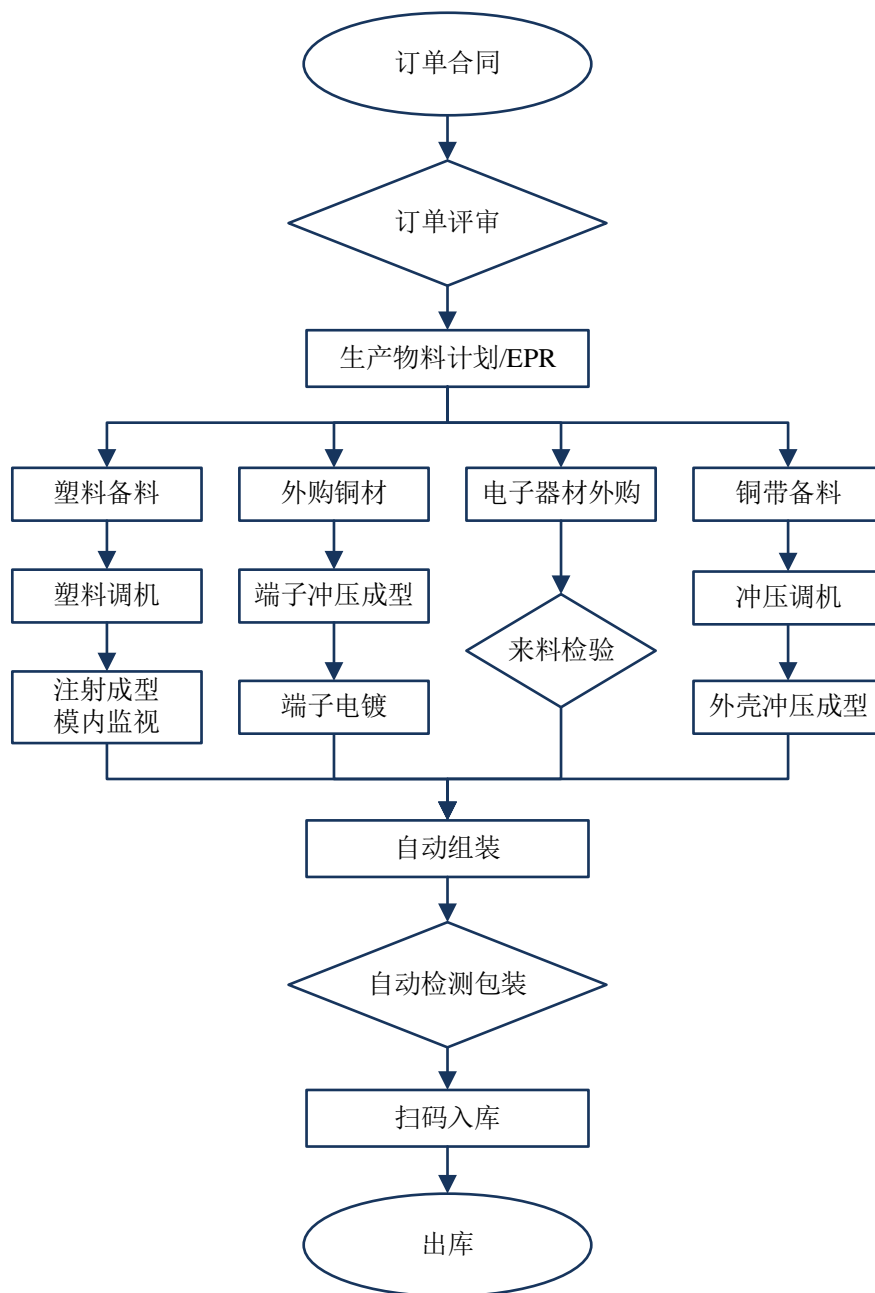 订单合同
订单评审
生产物料计划/EPR
塑料备料
外购铜材
电子器材外购
铜带备料
塑料调机
端子冲压成型
来料检验
冲压调机
注射成型
模内监视
端子电镀
外壳冲压成型
自动组装
自动检测包装
扫码入库
出库